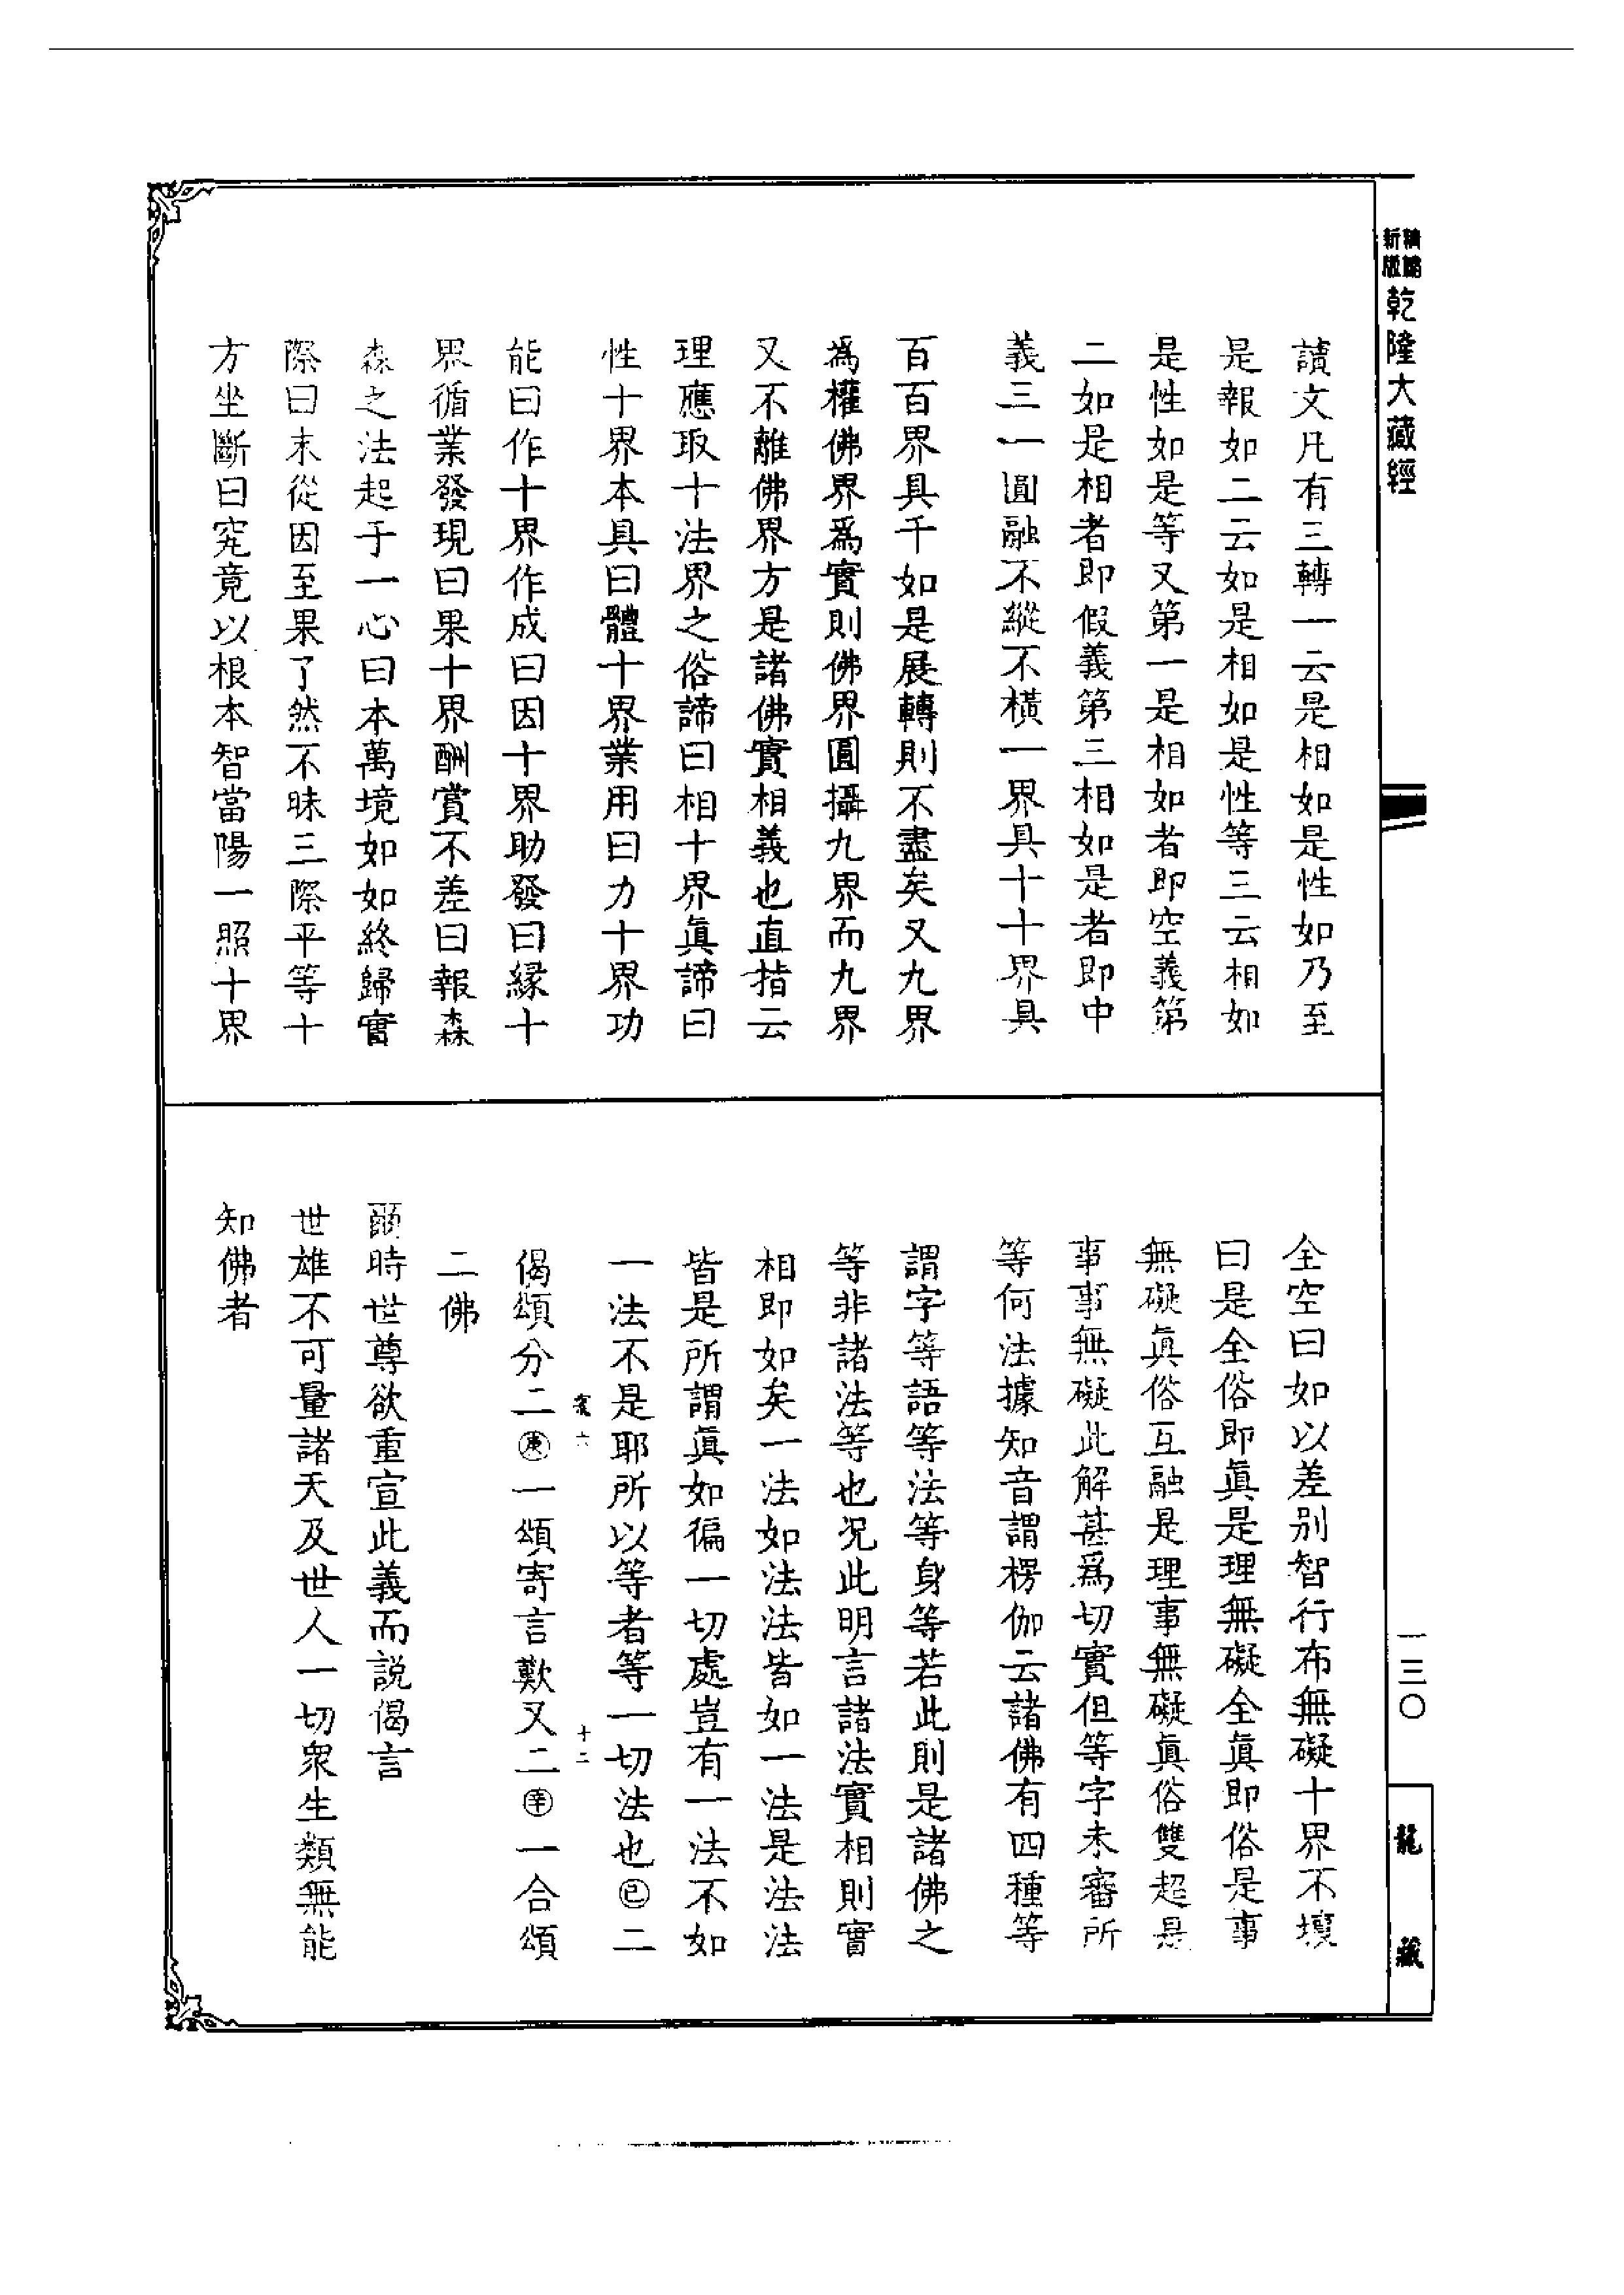 新版
精縮
乾隆大藏經
一三〇
龍藏
讀文凡有三轉一云是相如是性如乃至
是報如二云如是相如是性等三云相如
是性如是等又第一是相如者即空義第
二如是相者即假義第三相如是者即中
義三一圓融不縱不橫一界具十十界具
百百界具千如是展轉則不盡矣又九界
為權佛界爲實則佛界圓攝九界而九界
又不離佛界方是諸佛實相義也直指云
理應取十法界之俗諦曰相十界眞諦曰
性十界本具曰體十界業用曰力十界功
能曰作十界作成曰因十界助發曰縁十
界循業發現曰果十界酬賞不差曰報森
森之法起于一心曰本萬境如如終歸實
際曰末從因至果了然不昧三際平等十
方坐斷曰究竟以根本智當陽一照十界
全空曰如以差别智行布無礙十界不壞
曰是全俗即眞是理無礙全眞即俗是事
無礙眞俗互融是理事無礙眞俗雙超是
事事無礙此解甚爲切實但等字未審所
等何法據知音謂楞伽云諸佛有四種等
謂字等語等法等身等若此則是諸佛之
等非諸法等也况此明言諸法實相則實
相即如矣一法如法法皆如一法是法法
皆是所謂眞如徧一切處豈有一法不如
一法不是耶所以等者等一切法也㊁己二
六
十二
偈頌分二庚一頌寄言歎又二辛一合頌
二佛
爾時世尊欲重宣此義而説偈言
世雄不可量諸天及世人一切衆生類無能
知佛者